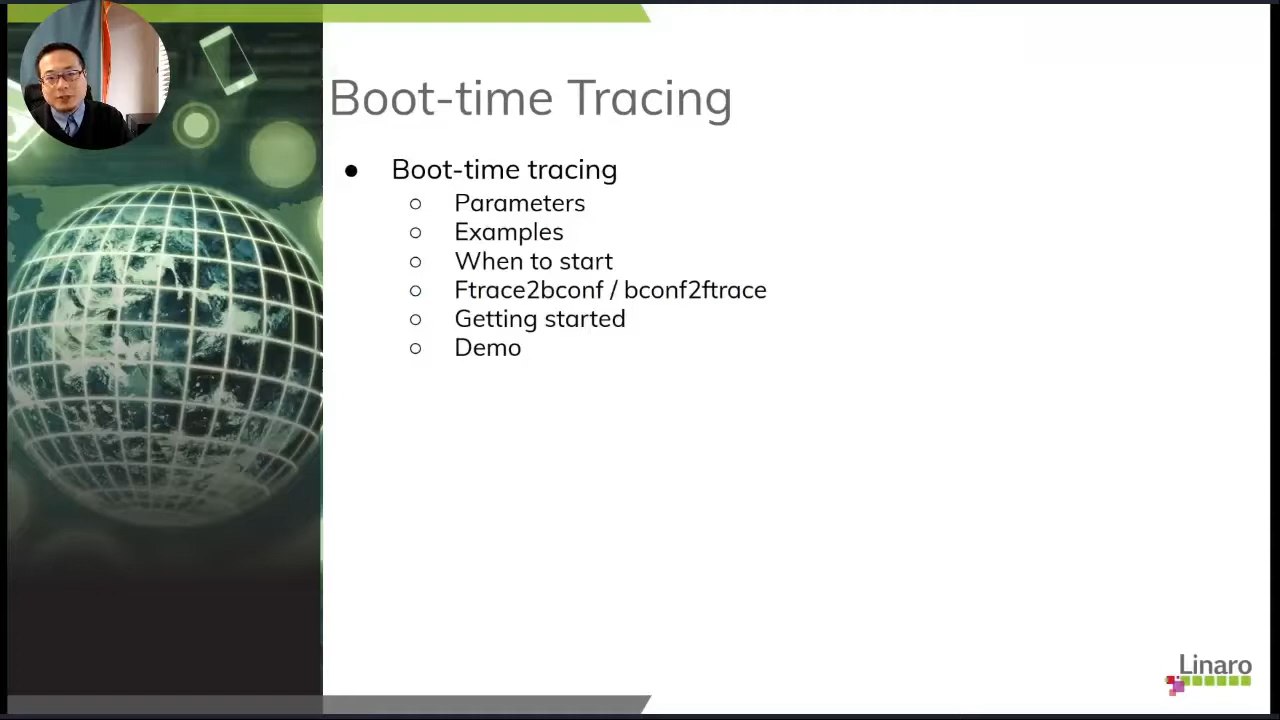 Boot-time Tracing
● Boot-time tracing
○ Parameters
○ Examples
○ When to start
○ Ftrace2bconf / bconf2ftrace
○ Getting started
○ Demo
Linaro